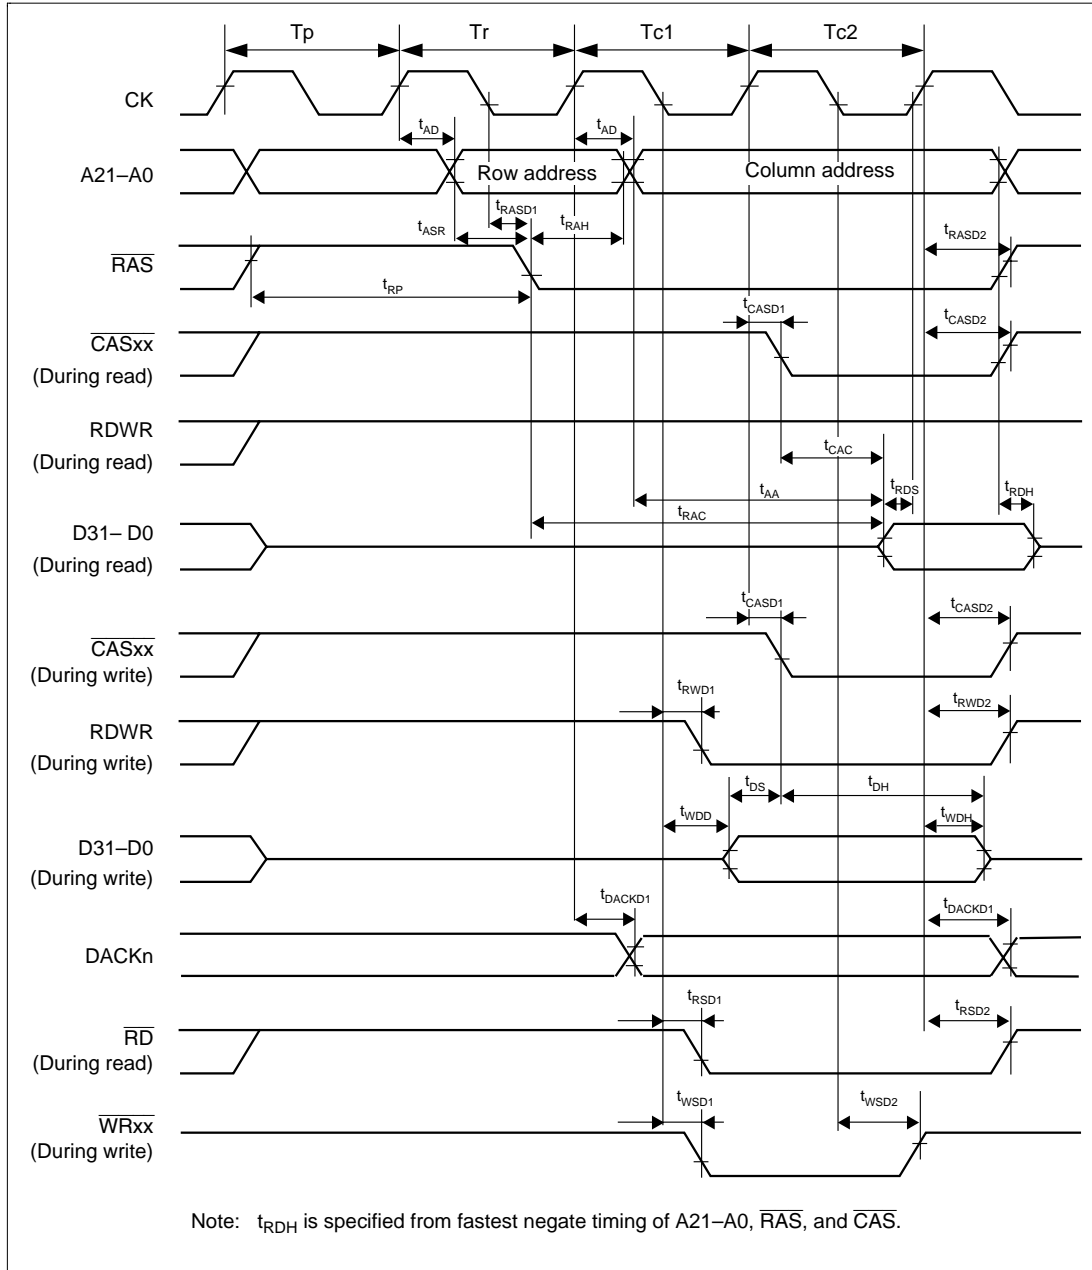 Tp Tr Tc1 Tc2
CK
tAD tAD
A21–A0 Row address Column address
tRASD1
tASR tRAH tRASD2
RAS
tRP
tCASD1 tCASD2
CASxx
(During read)
RDWR
(During read)
tCAC
tRDS tRDH
tAA
tRAC
D31– D0
(During read)
tCASD1 tCASD2
CASxx
(During write)
tRWD1 tRWD2
RDWR
(During write)
tDS tDH
tWDD tWDH
D31–D0
(During write)
tDACKD1 tDACKD1
DACKn
tRSD1 tRSD2
RD
(During read)
tWSD1 tWSD2
WRxx
(During write)
Note: tRDH is specified from fastest negate timing of A21–A0, RAS, and CAS.